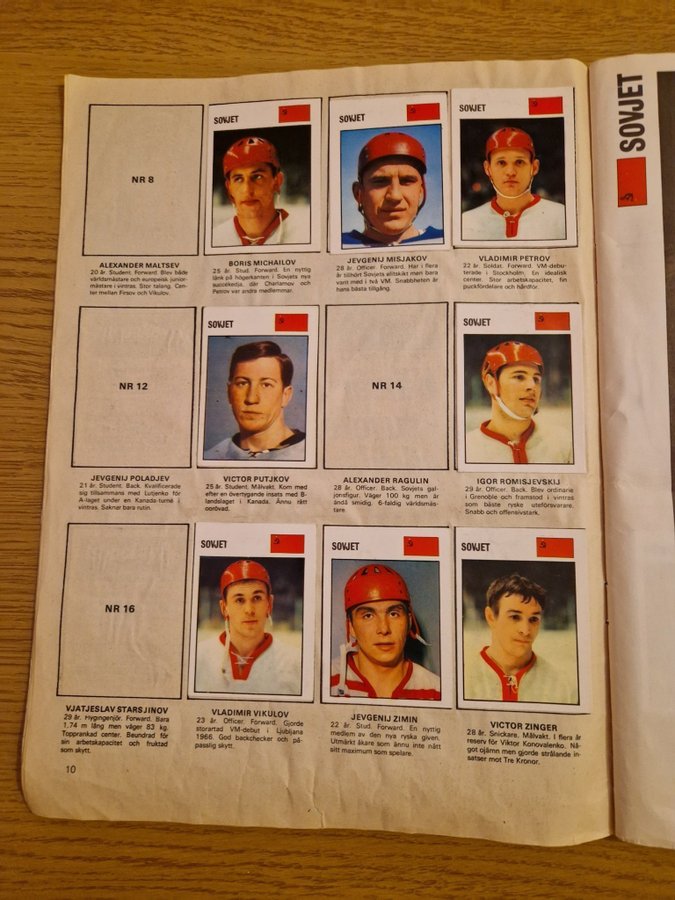 SOVJET
SOVJET
SOVJET
SOVJET
NR 8
ALEXANDER MALTSEV
20 år. Student. Forward. Blev både
världsmästare och europeisk junior-
mästare i vintras. Stor talang. Cen-
ter mellan Firsov och Vikulov.
BORIS MICHAILOV
25 år. Stud. Forward. En nyttig
länk på högerkanten i Sovjets nya
succékedja, där Charlamov och
Petrov var andra medlemmar.
JEVGENIJ MISJAKOV
28 år. Officer. Forward. Har i flera
år tillhört Sovjets elitskikt men bara
varit med i två VM. Snabbheten är
hans bästa tillgång.
VLADIMIR PETROV
22 år. Soldat. Forward. VM-debu-
terade i Stockholm. En idealisk
center. Stor arbetskapacitet, fin
puckfördelare och hårdför.
SOVJET
SOVJET
NR 12
NR 14
JEVGENIJ POLADJEV
21 år. Student. Back. Kvalificerade
sig tillsammans med Lutjenko för
A-laget under en Kanada-turné i
vintras. Saknar bara rutin.
VICTOR PUTJKOV
25 år. Student. Målvakt. Kom med
efter en övertygande insats med B-
landslaget i Kanada. Ännu rätt
oprövad.
ALEXANDER RAGULIN
28 år. Officer. Back. Sovjets gal-
jonsfigur. Väger 100 kg men är
ändå smidig. 6-faldig världsmäs-
tare.
IGOR ROMISJEVSKIJ
29 år. Officer. Back. Blev ordinarie
i Grenoble och framstod i vintras
som bäste ryske uteförsvarare.
Snabb och offensivstark.
SOVJET
SOVJET
SOVJET
NR 16
VJATJESLAV STARSJINOV
29 år. Flygingenjör. Forward. Bara
1.74 m lång men väger 83 kg.
Topprankad center. Beundrad för
sin arbetskapacitet och fruktad
som skytt.
VLADIMIR VIKULOV
23 år. Officer. Forward. Gjorde
storartad VM-debut i Ljubljana
1966. God backchecker och på-
passlig skytt.
JEVGENIJ ZIMIN
22 år. Stud. Forward. En nyttig
medlem av den nya ryska given.
Utmärkt åkare som ännu inte nått
sitt maximum som spelare.
VICTOR ZINGER
28 år. Snickare. Målvakt. I flera år
reserv för Viktor Konovalenko. Nå-
got ojämn men gjorde strålande in-
satser mot Tre Kronor.
10